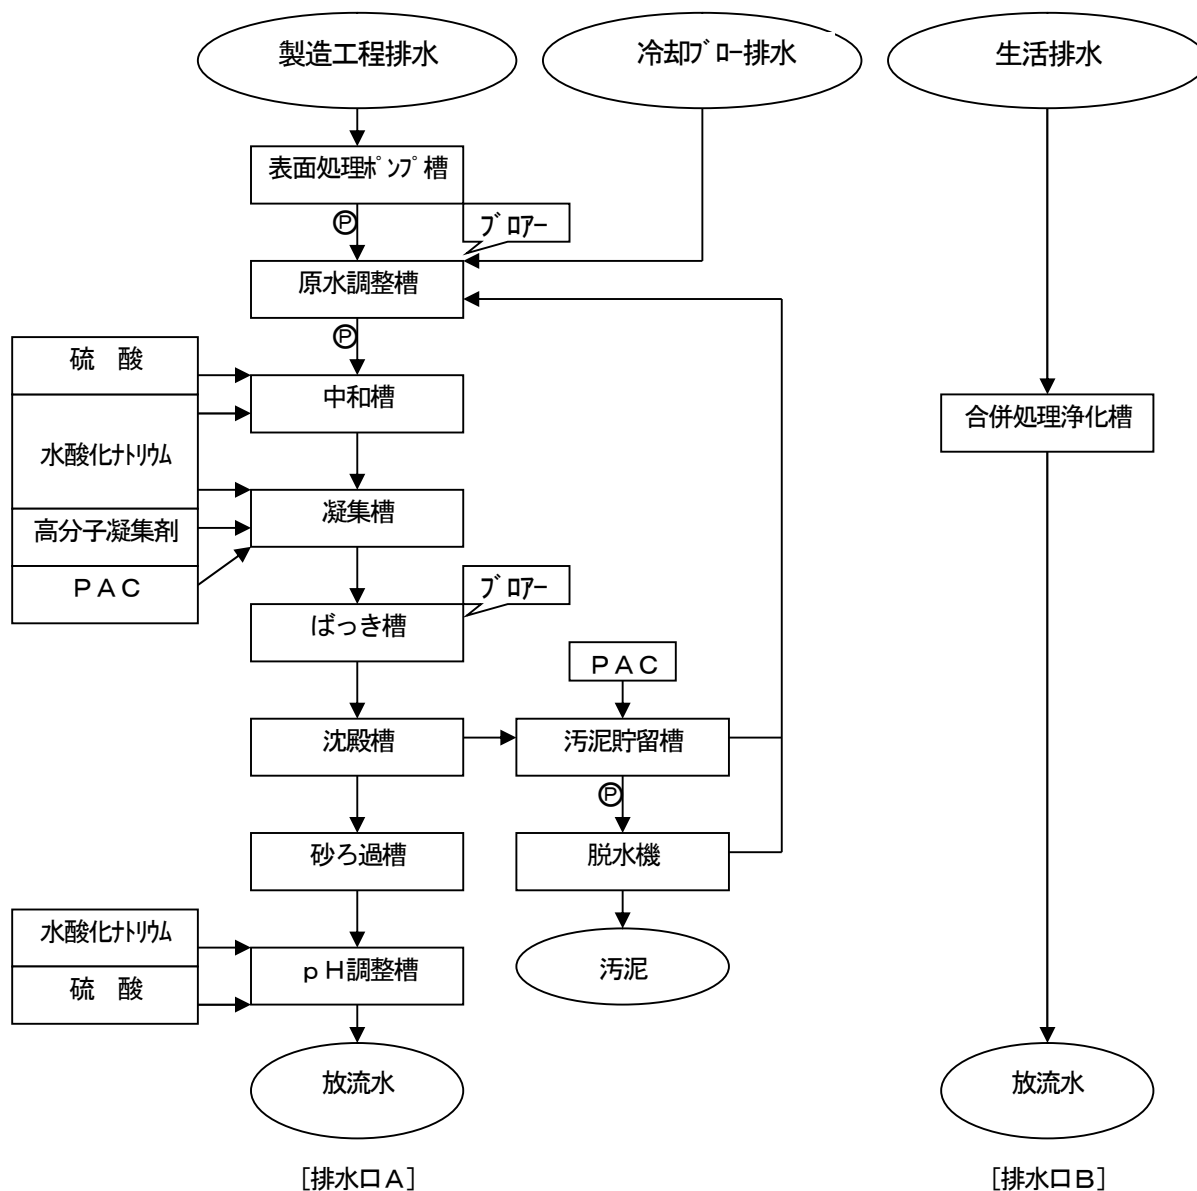 製造工程排水
冷却ﾌﾞﾛｰ排水
生活排水
表面処理ﾎﾟﾝﾌﾟ槽
Ⓟ
ﾌﾞﾛｱｰ
原水調整槽
Ⓟ
硫　酸
中和槽
水酸化ﾅﾄﾘｳﾑ
合併処理浄化槽
凝集槽
高分子凝集剤
ＰＡＣ
ﾌﾞﾛｱｰ
ばっき槽
ＰＡＣ
沈殿槽
汚泥貯留槽
Ⓟ
砂ろ過槽
脱水機
水酸化ﾅﾄﾘｳﾑ
ｐＨ調整槽
汚泥
硫　酸
放流水
放流水
［排水口Ａ］
［排水口Ｂ］